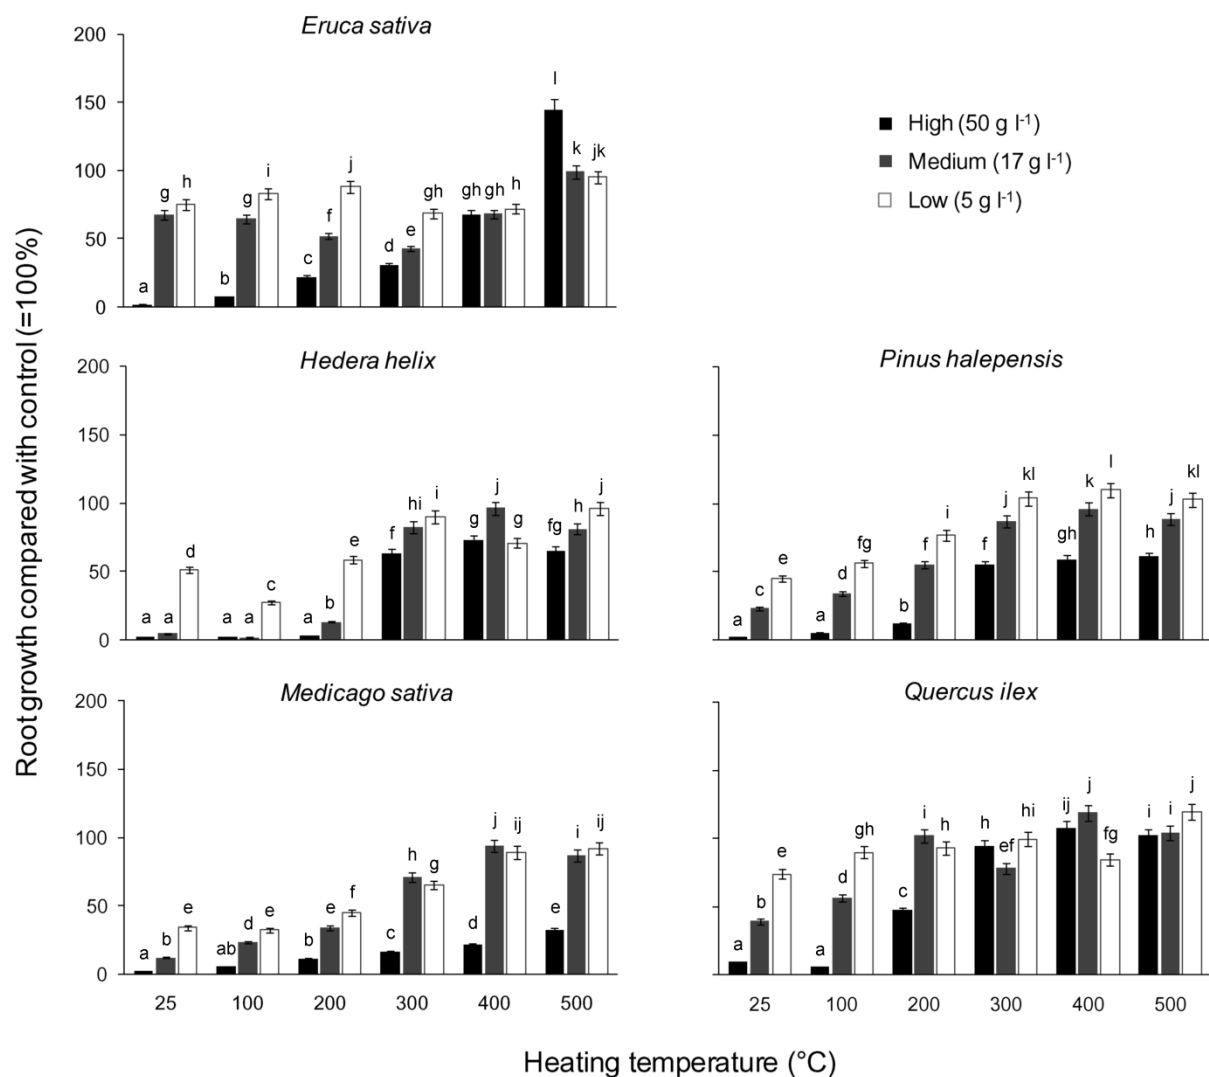 Eruca sativa
200
150
100
50
0
a g h b g i c f j d e gh gh gh h l k jk
High (50 g l-1)
Medium (17 g l-1)
Low (5 g l-1)
Root growth compared with control (=100%)
Hedera helix
200
150
100
50
0
a a d a a c a b e f hi i g j g fg h j
Pinus halepensis
a c e a d fg b f i f j kl gh k l h j kl
Medicago sativa
200
150
100
50
0
a b e ab d e b e f c h g d j ij e i ij
25 100 200 300 400 500
Quercus ilex
a b e a d gh c i h h ef hi ij j fg i i j
25 100 200 300 400 500
Heating temperature (°C)